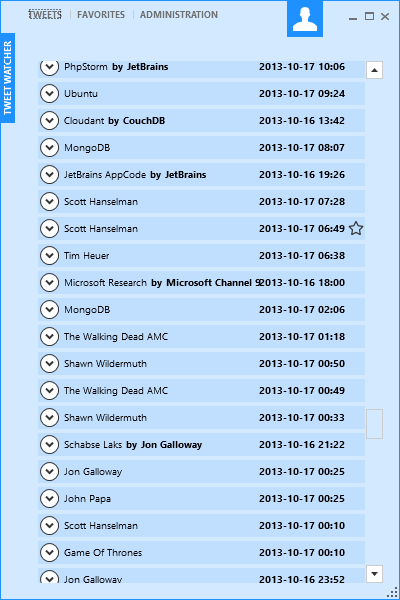 TWEETS FAVORITES ADMINISTRATION
TWEET WATCHER
PhpStorm by JetBrains 2013-10-17 10:06
Ubuntu 2013-10-17 09:24
Cloudant by CouchDB 2013-10-16 13:42
MongoDB 2013-10-17 08:07
JetBrains AppCode by JetBrains 2013-10-16 19:26
Scott Hanselman 2013-10-17 07:28
Scott Hanselman 2013-10-17 06:49
Tim Heuer 2013-10-17 06:38
Microsoft Research by Microsoft Channel 9 2013-10-16 18:00
MongoDB 2013-10-17 02:06
The Walking Dead AMC 2013-10-17 01:18
Shawn Wildermuth 2013-10-17 00:50
The Walking Dead AMC 2013-10-17 00:49
Shawn Wildermuth 2013-10-17 00:33
Schabse Laks by Jon Galloway 2013-10-16 21:22
Jon Galloway 2013-10-17 00:25
John Papa 2013-10-17 00:25
Scott Hanselman 2013-10-17 00:10
Game Of Thrones 2013-10-17 00:10
Jon Galloway 2013-10-16 23:52